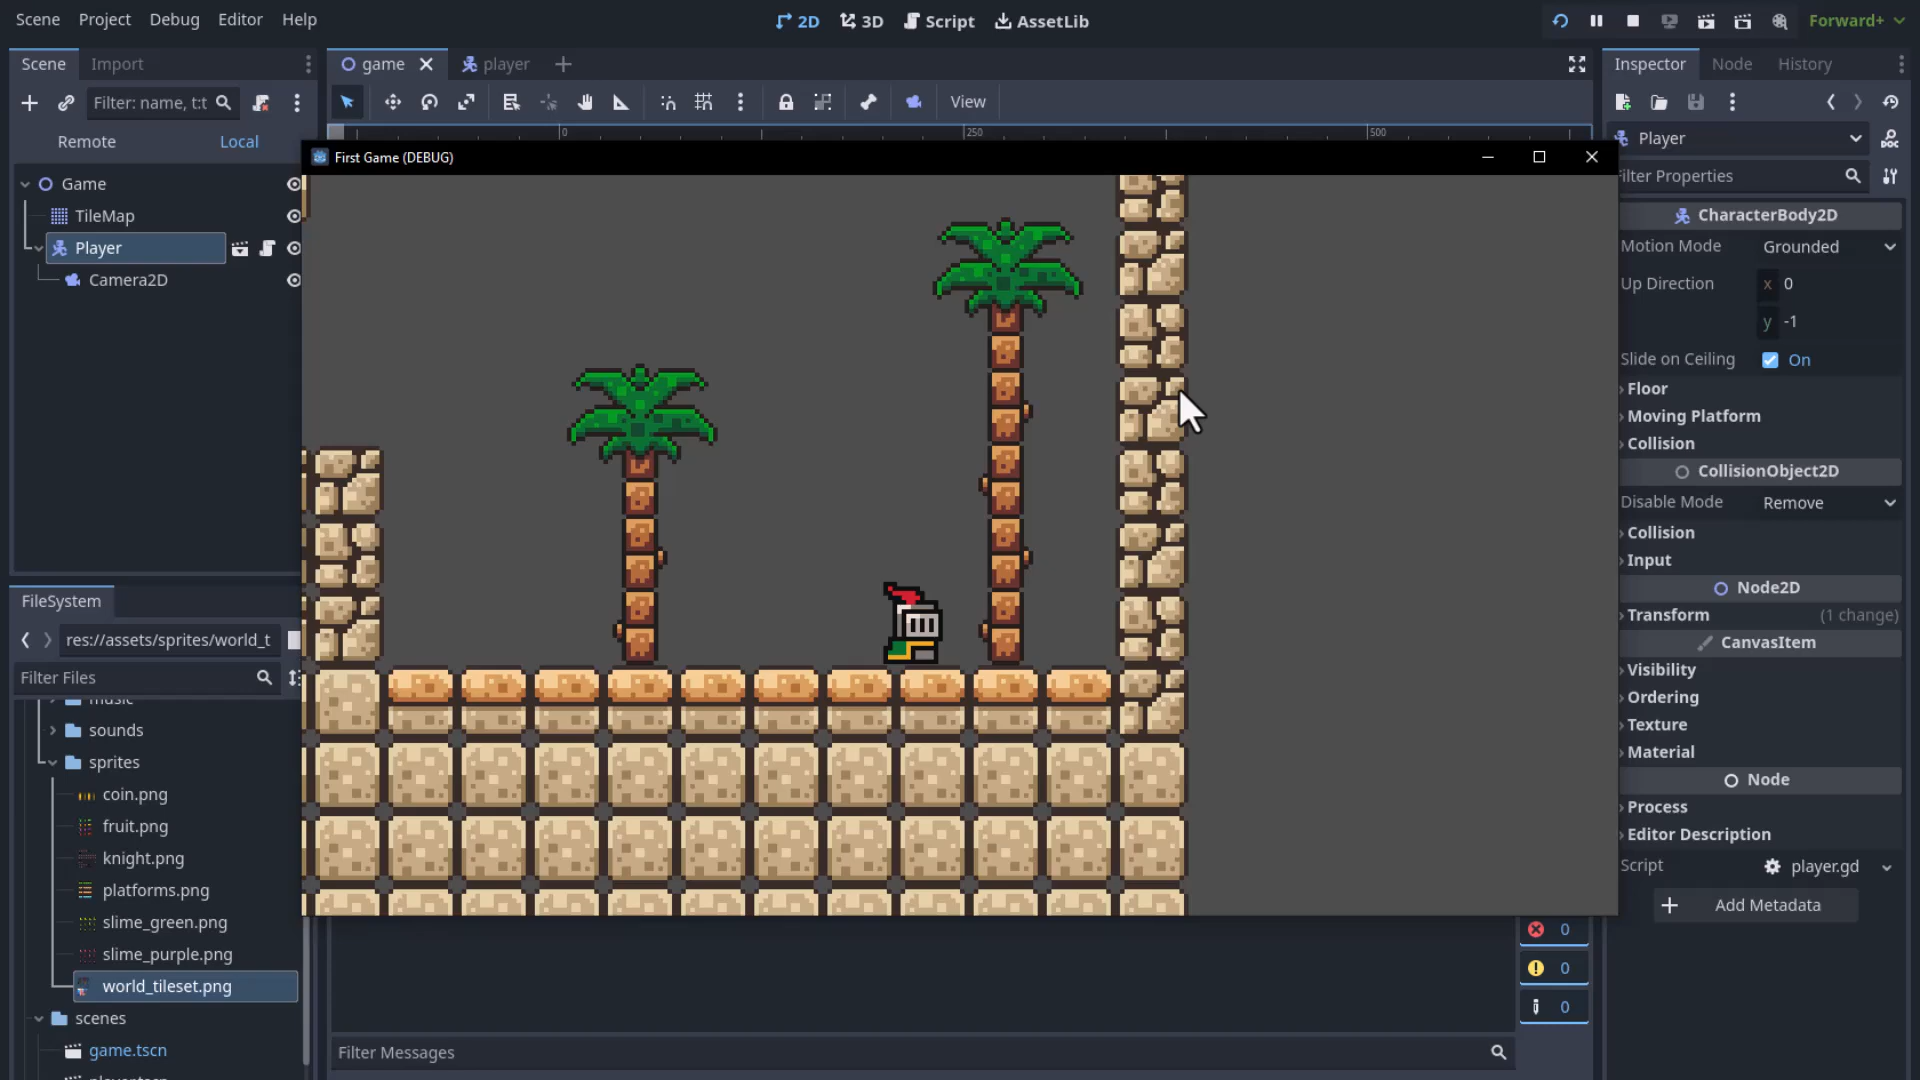 Scene Project Debug Editor Help
2D 3D Script AssetLib
Forward+
Scene Import
game player
Inspector Node History
Filter: name, t:t
View
Remote Local
0 250 500
Player
Filter Properties
Game
TileMap
Player
Camera2D
First Game (DEBUG)
CharacterBody2D
Motion Mode Grounded
Up Direction x 0
y -1
Slide on Ceiling On
Floor
Moving Platform
Collision
CollisionObject2D
Disable Mode Remove
Collision
Input
Node2D
Transform (1 change)
CanvasItem
Visibility
Ordering
Texture
Material
Node
Process
Editor Description
Script player.gd
Add Metadata
FileSystem
res://assets/sprites/world_t
Filter Files
music
sounds
sprites
coin.png
fruit.png
knight.png
platforms.png
slime_green.png
slime_purple.png
world_tileset.png
scenes
game.tscn
0
0
0
Filter Messages